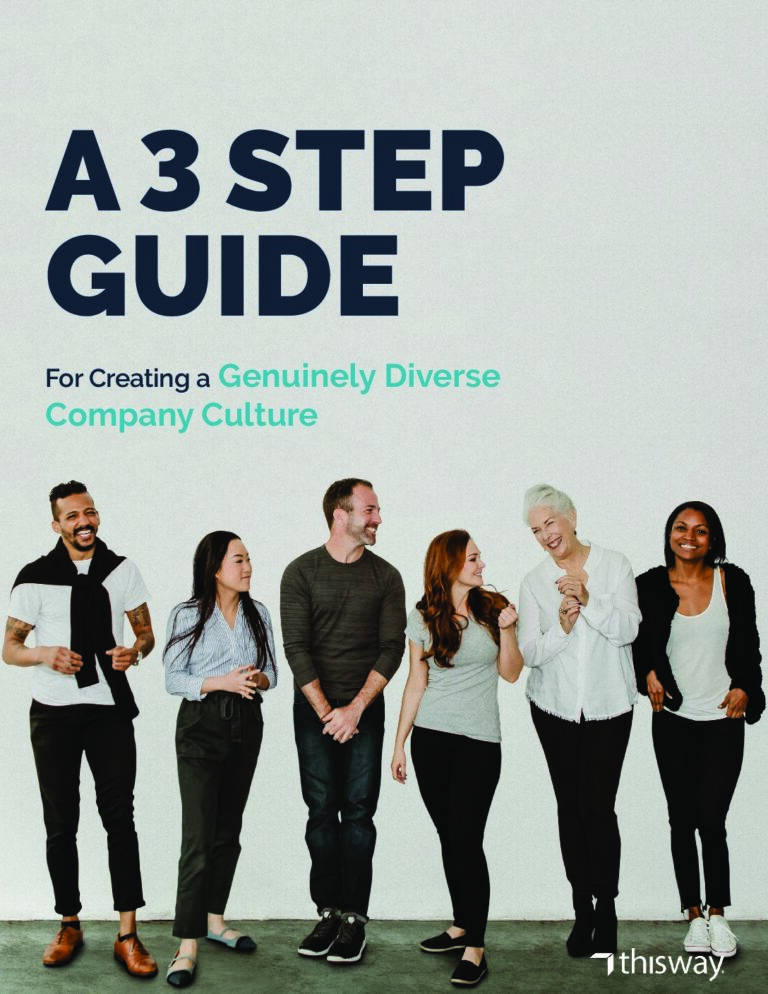 A 3 STEP
GUIDE
For Creating a Genuinely Diverse
Company Culture
thisway